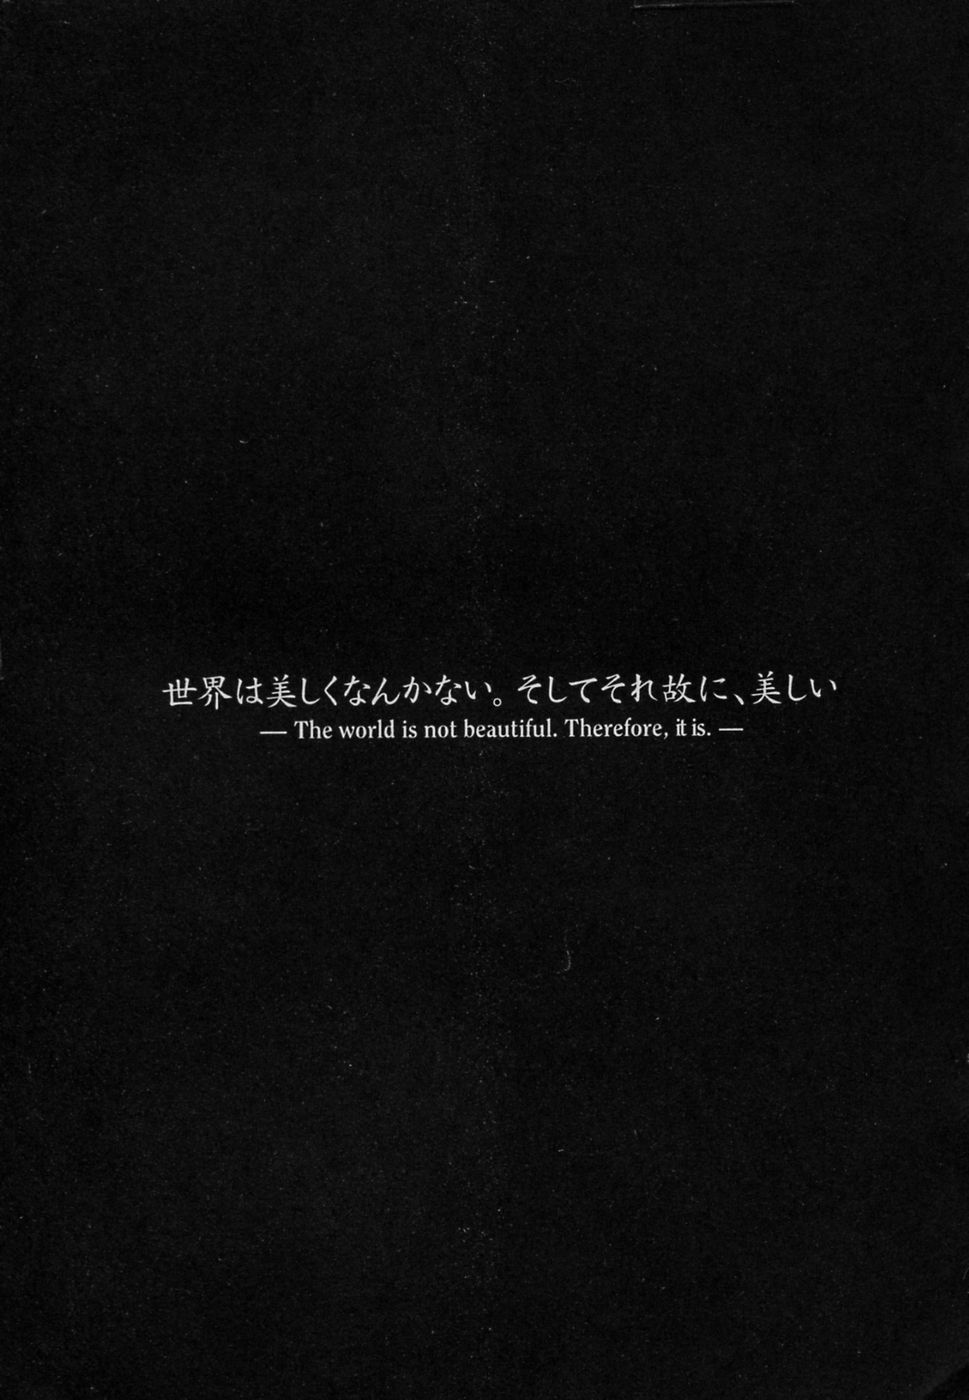 世界は美しくなんかない。そしてそれ故に、美しい
― The world is not beautiful. Therefore, it is. ―